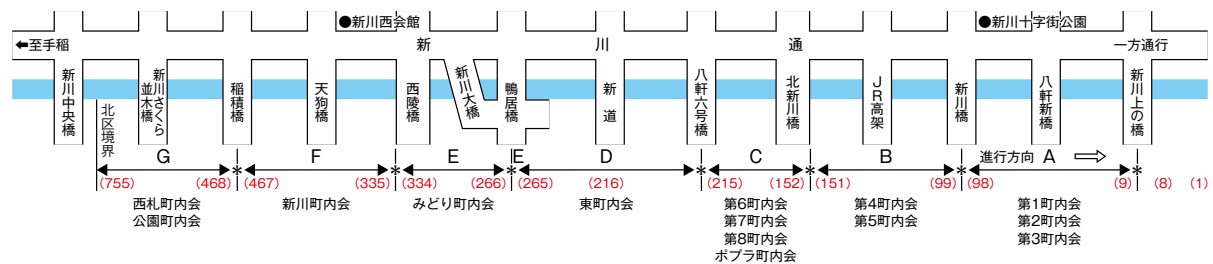 ●新川西会館
●新川十字街公園
←至手稲
新川通
一方通行
新川中央橋
新川さくら並木橋
稲積橋
天狗橋
西陵橋
新川大橋
鴨居橋
新道
八軒六号橋
北新川橋
JR高架
新川橋
八軒新橋
新川上の橋
北区境界
G
F
E
E
D
C
B
進行方向
A
(755)
(468)
(467)
(335)
(334)
(266)
(265)
(216)
(215)
(152)
(151)
(99)
(98)
(9)
(8)
(1)
西札町内会
公園町内会
新川町内会
みどり町内会
東町内会
第6町内会
第7町内会
第8町内会
ポプラ町内会
第4町内会
第5町内会
第1町内会
第2町内会
第3町内会